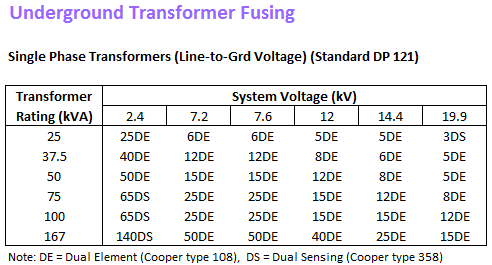 Underground Transformer Fusing
Single Phase Transformers (Line-to-Grd Voltage) (Standard DP 121)
Transformer System Voltage (kV)
Rating (kVA) 2.4 7.2 7.6 12 14.4 19.9
25 25DE 6DE 6DE 5DE 5DE 3DS
37.5 40DE 12DE 12DE 8DE 6DE 5DE
50 50DE 15DE 15DE 12DE 8DE 5DE
75 65DS 25DE 25DE 15DE 12DE 8DE
100 65DS 25DE 25DE 15DE 15DE 12DE
167 140DS 50DE 50DE 40DE 25DE 15DE
Note: DE = Dual Element (Cooper type 108), DS = Dual Sensing (Cooper type 358)